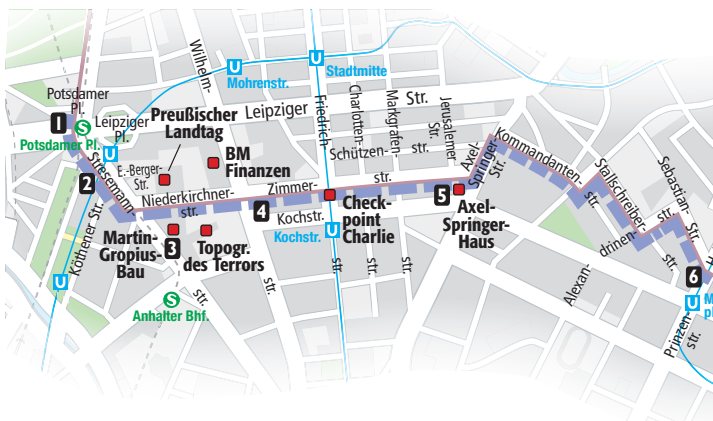 Potsdamer
Pl.
1
S
Potsdamer Pl.
Leipziger
Pl.
U
Wilhelm-
U
Mohrenstr.
U
Stadtmitte
Preußischer
Landtag
Leipziger
Str.
BM
Finanzen
E.-Berger-
Str.
Friedrich-
Charlotten-
Markgrafen-
Jerusalemer
Str.
Schützen-
str.
Axel-
Springer-
Str.
Kommandanten-
str.
Stallschreiber-
str.
Sebastian-
Str.
2
Stresemann-
str.
Niederkirchner-
str.
Zimmer-
str.
4
Kochstr.
U
Kochstr.
Check-
point
Charlie
5
Axel-
Springer-
Haus
Köthener Str.
U
Martin-
Gropius-
Bau
3
Topogr.
des Terrors
S
Anhalter Bhf.
str.
str.
str.
str.
str.
Alexan-
drinen-
str.
6
U
Prinzen-
str.